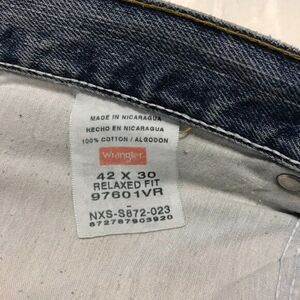 MADE IN NICARAGUA
HECHO EN NICARAGUA
100% COTTON / ALGODON
Wrangler
42 X 30
RELAXED FIT
97601VR
-
NXS-S872-023
672787903920